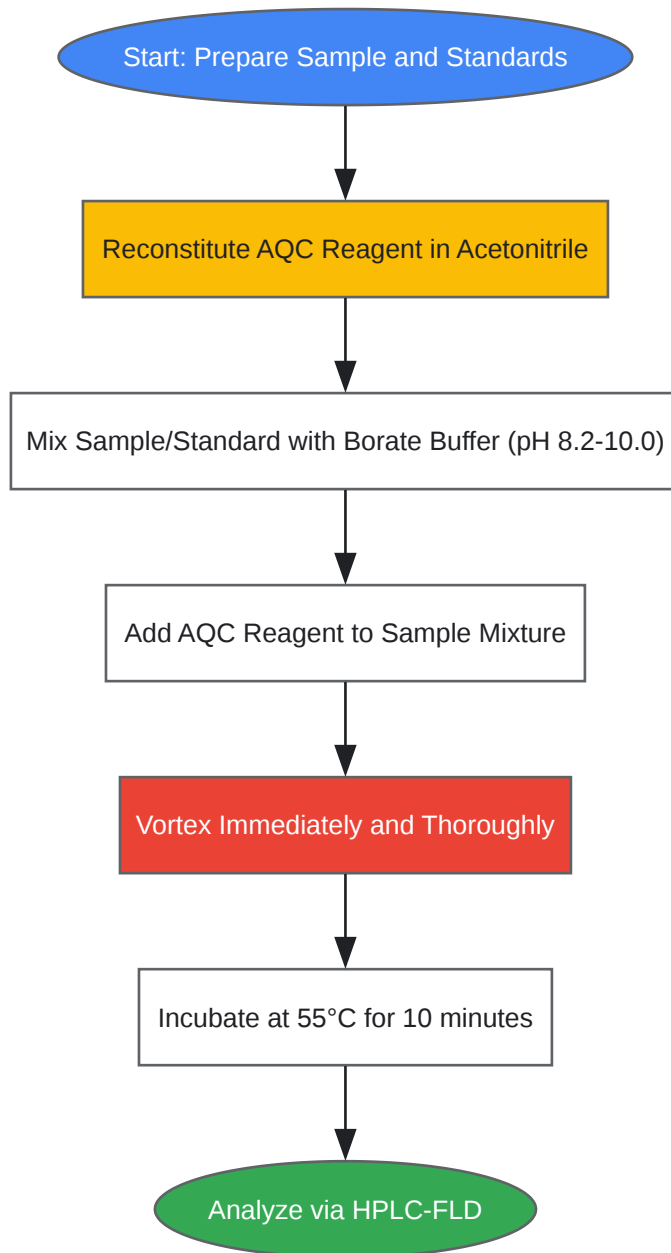 Start: Prepare Sample and Standards
Reconstitute AQC Reagent in Acetonitrile
Mix Sample/Standard with Borate Buffer (pH 8.2-10.0)
Add AQC Reagent to Sample Mixture
Vortex Immediately and Thoroughly
Incubate at 55°C for 10 minutes
Analyze via HPLC-FLD